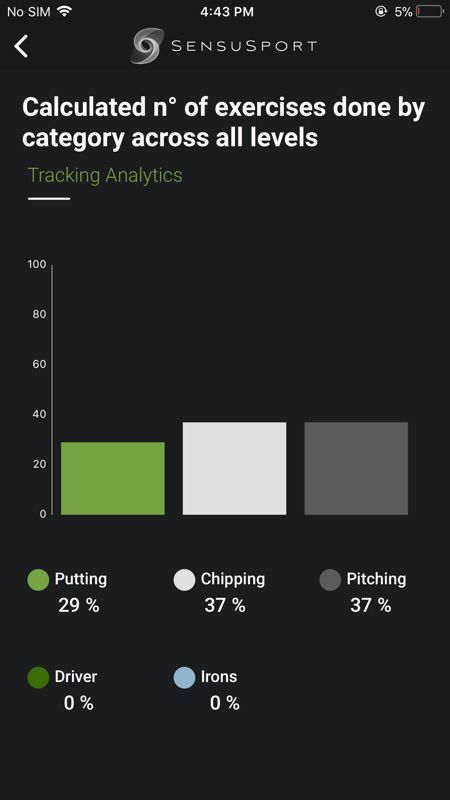 No SIM 4:43 PM 5%
SENSUSPORT
Calculated n° of exercises done by
category across all levels
Tracking Analytics
100
80
60
40
20
0
Putting Chipping Pitching
29 % 37 % 37 %
Driver Irons
0 % 0 %